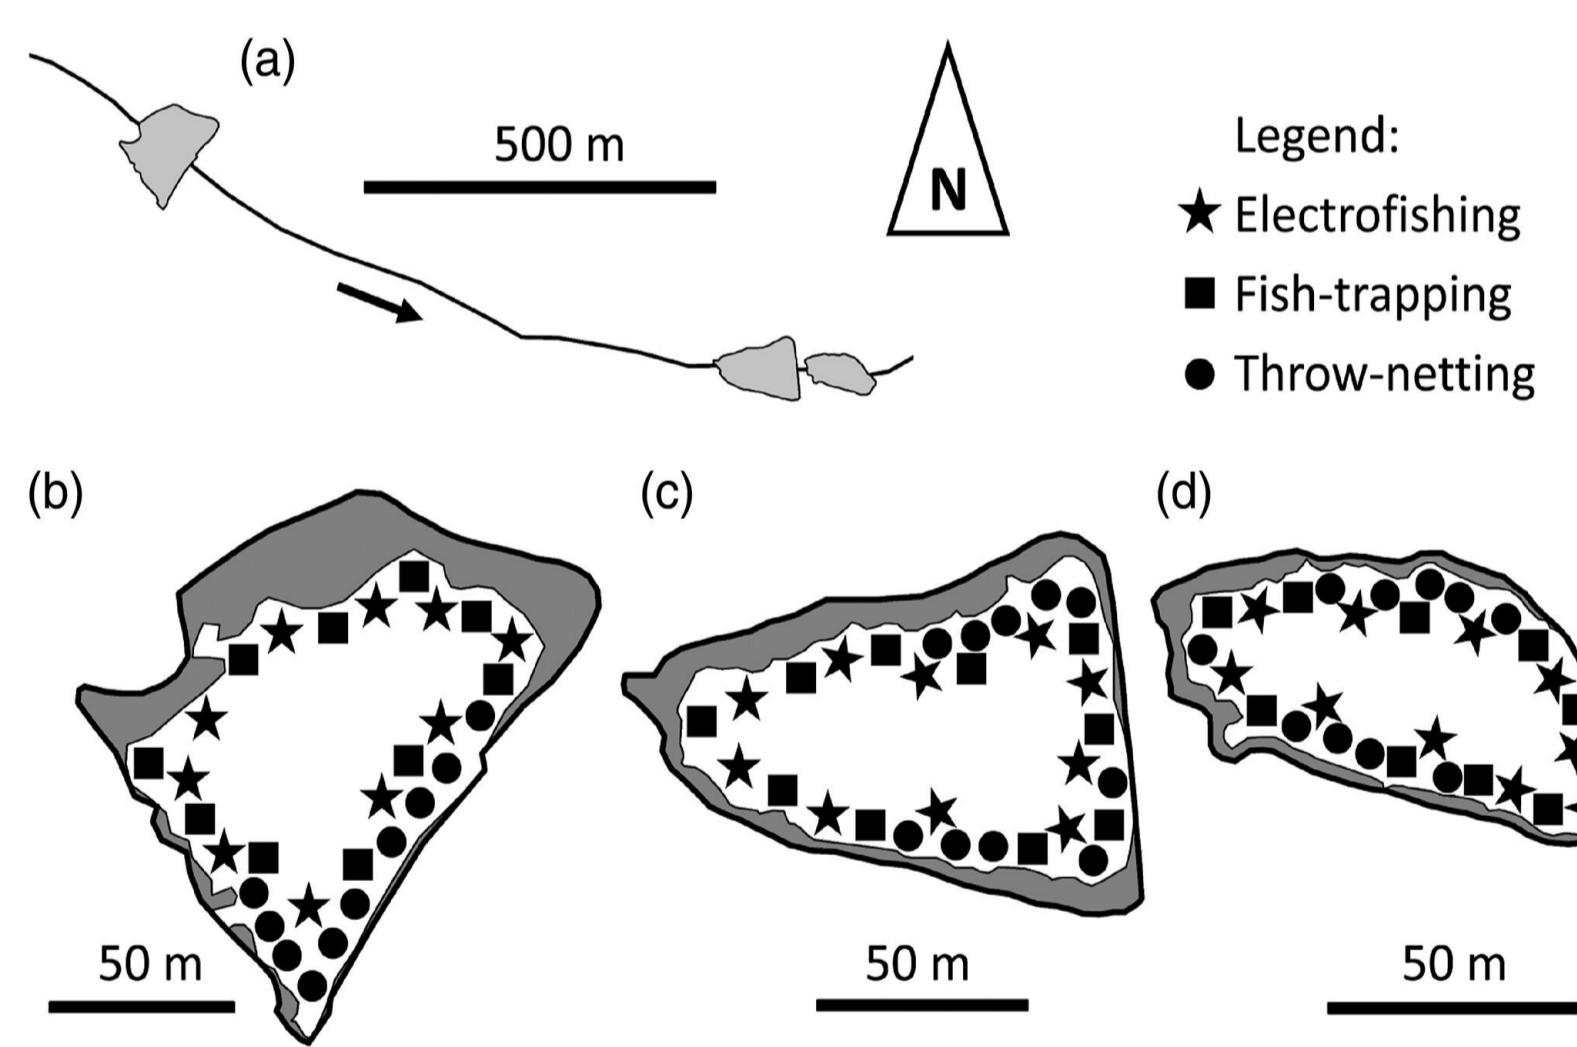 (a)
500 m
N
Legend:
Electrofishing
Fish-trapping
Throw-netting
(b)
(c)
(d)
50 m
50 m
50 m